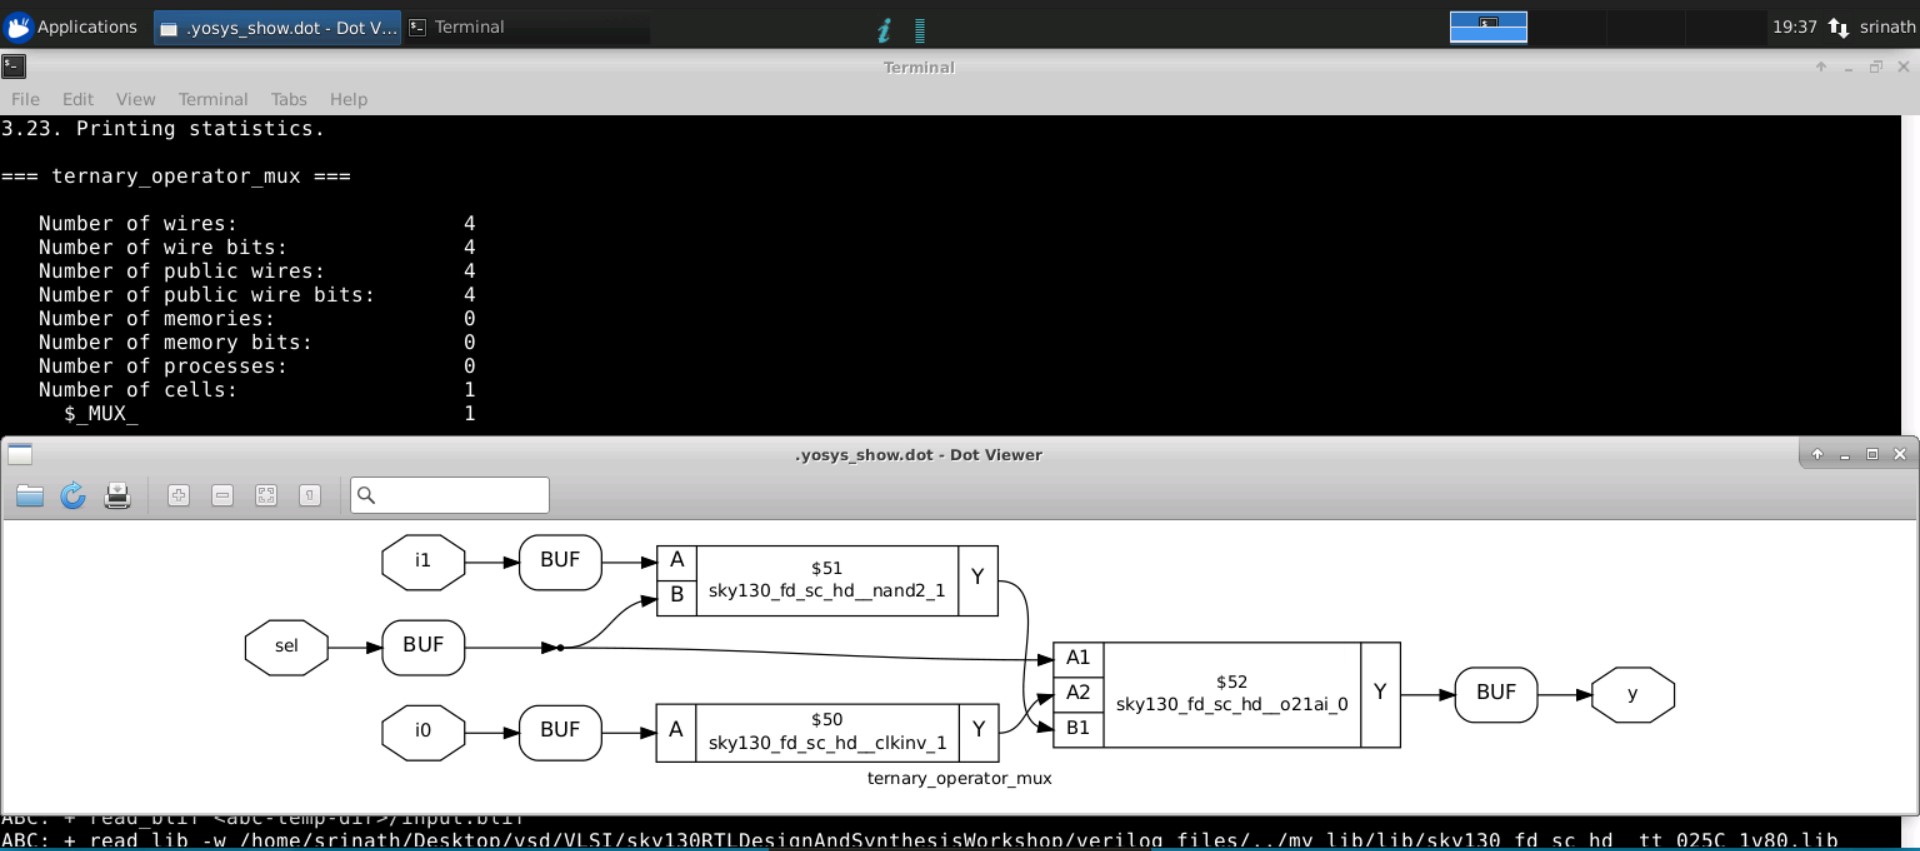 Applications .yosys_show.dot - Dot V... Terminal 19:37 srinath
Terminal
File Edit View Terminal Tabs Help
3.23. Printing statistics.
=== ternary_operator_mux ===
Number of wires: 4
Number of wire bits: 4
Number of public wires: 4
Number of public wire bits: 4
Number of memories: 0
Number of memory bits: 0
Number of processes: 0
Number of cells: 1
$_MUX_ 1
.yosys_show.dot - Dot Viewer
i1 BUF A B $51 Y
sky130_fd_sc_hd__nand2_1
sel BUF
i0 BUF A $50 Y
sky130_fd_sc_hd__clkinv_1
A1 A2 B1 $52 Y BUF y
sky130_fd_sc_hd__o21ai_0
ternary_operator_mux
ABC: + read_blif <abc-temp-dir>/input.blif
ABC: + read_lib -w /home/srinath/Desktop/vsd/VLSI/sky130RTLDesignAndSynthesisWorkshop/verilog_files/../my_lib/lib/sky130_fd_sc_hd__tt_025C_1v80.lib